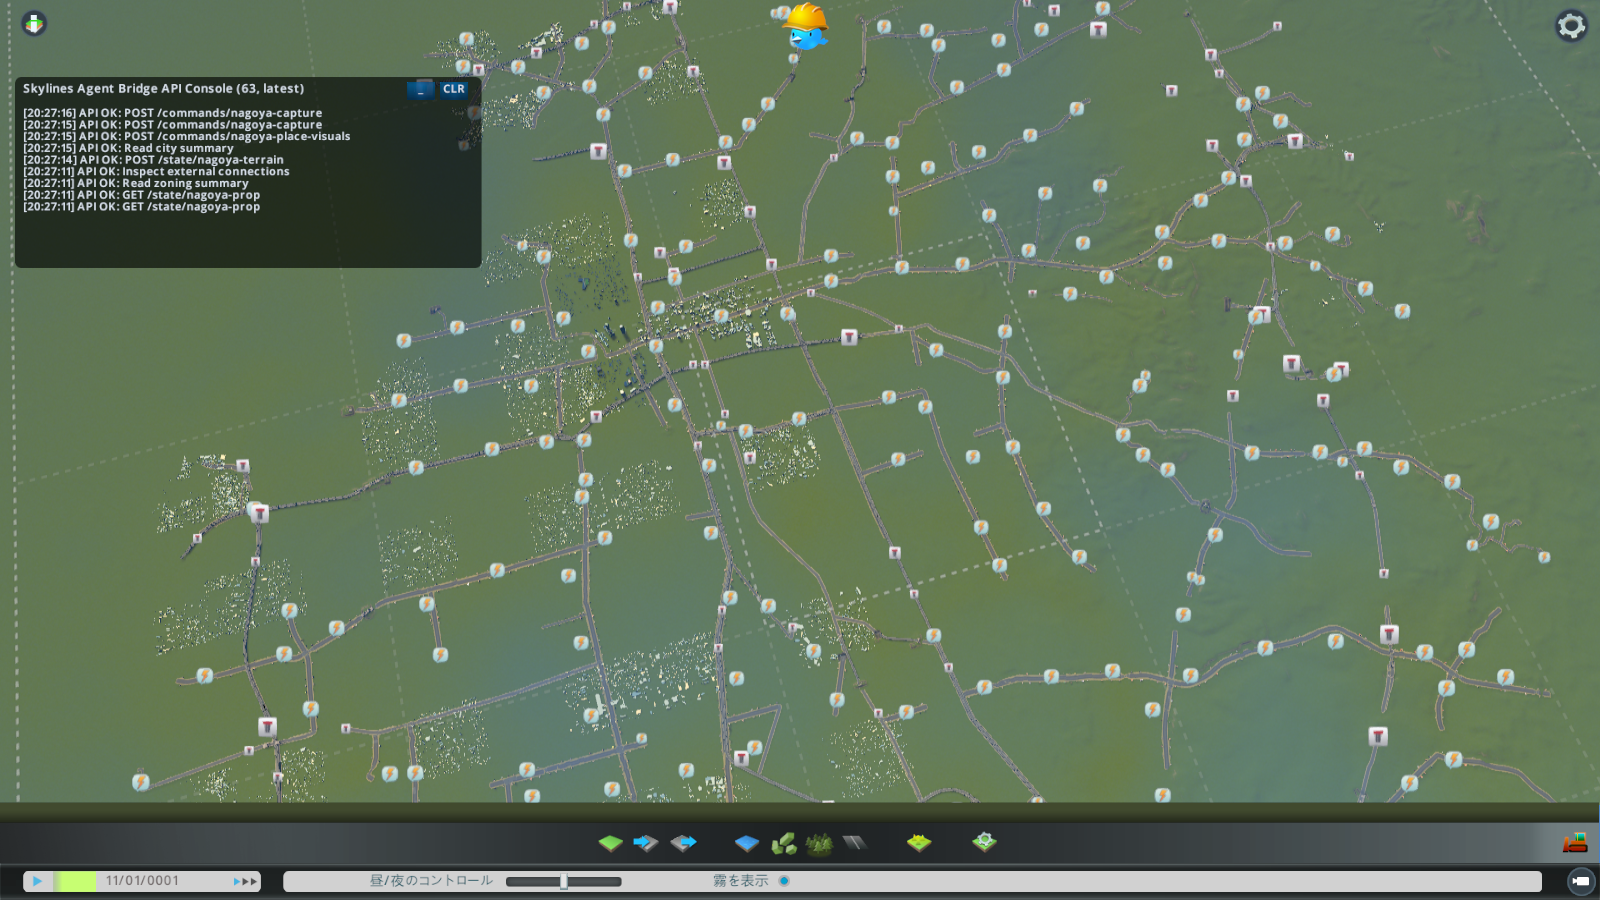 Skylines Agent Bridge API Console (63, latest)
_
CLR
[20:27:16] API OK: POST /commands/nagoya-capture
[20:27:15] API OK: POST /commands/nagoya-capture
[20:27:15] API OK: POST /commands/nagoya-place-visuals
[20:27:15] API OK: Read city summary
[20:27:14] API OK: POST /state/nagoya-terrain
[20:27:11] API OK: Inspect external connections
[20:27:11] API OK: Read zoning summary
[20:27:11] API OK: GET /state/nagoya-prop
[20:27:11] API OK: GET /state/nagoya-prop
11/01/0001
昼/夜のコントロール
霧を表示